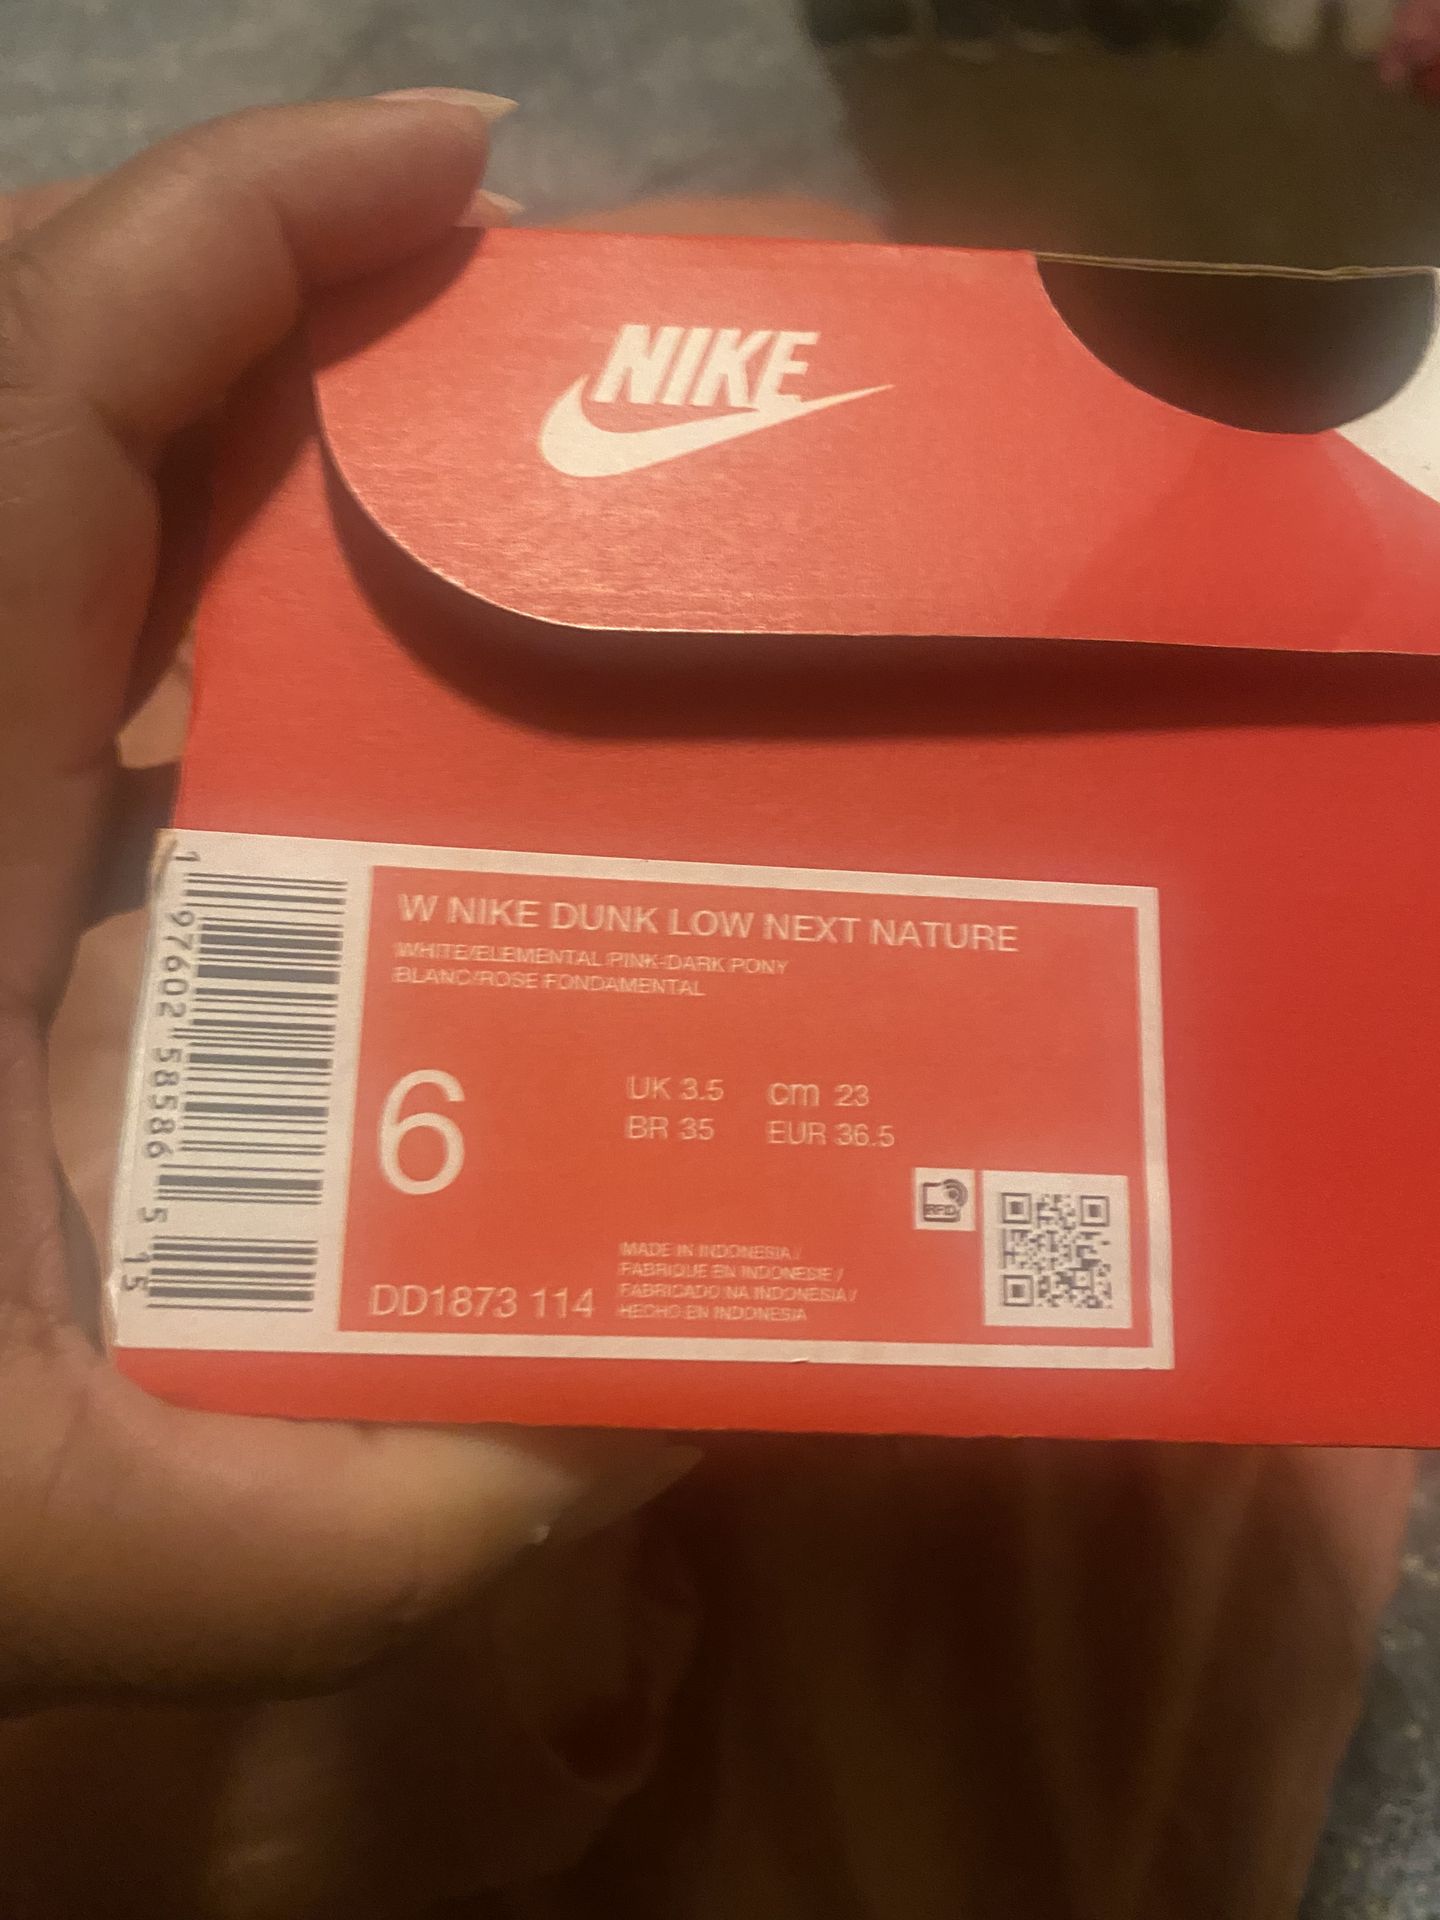 NIKE
W NIKE DUNK LOW NEXT NATURE
WHITE/ELEMENTAL PINK-DARK PONY
BLANC/ROSE FONDAMENTAL
6
UK 3.5 cm 23
BR 35 EUR 36.5
RFID
DD1873 114
MADE IN INDONESIA /
FABRIQUE EN INDONESIE /
FABRICADO NA INDONESIA /
HECHO EN INDONESIA
1 97602 58586 5 15